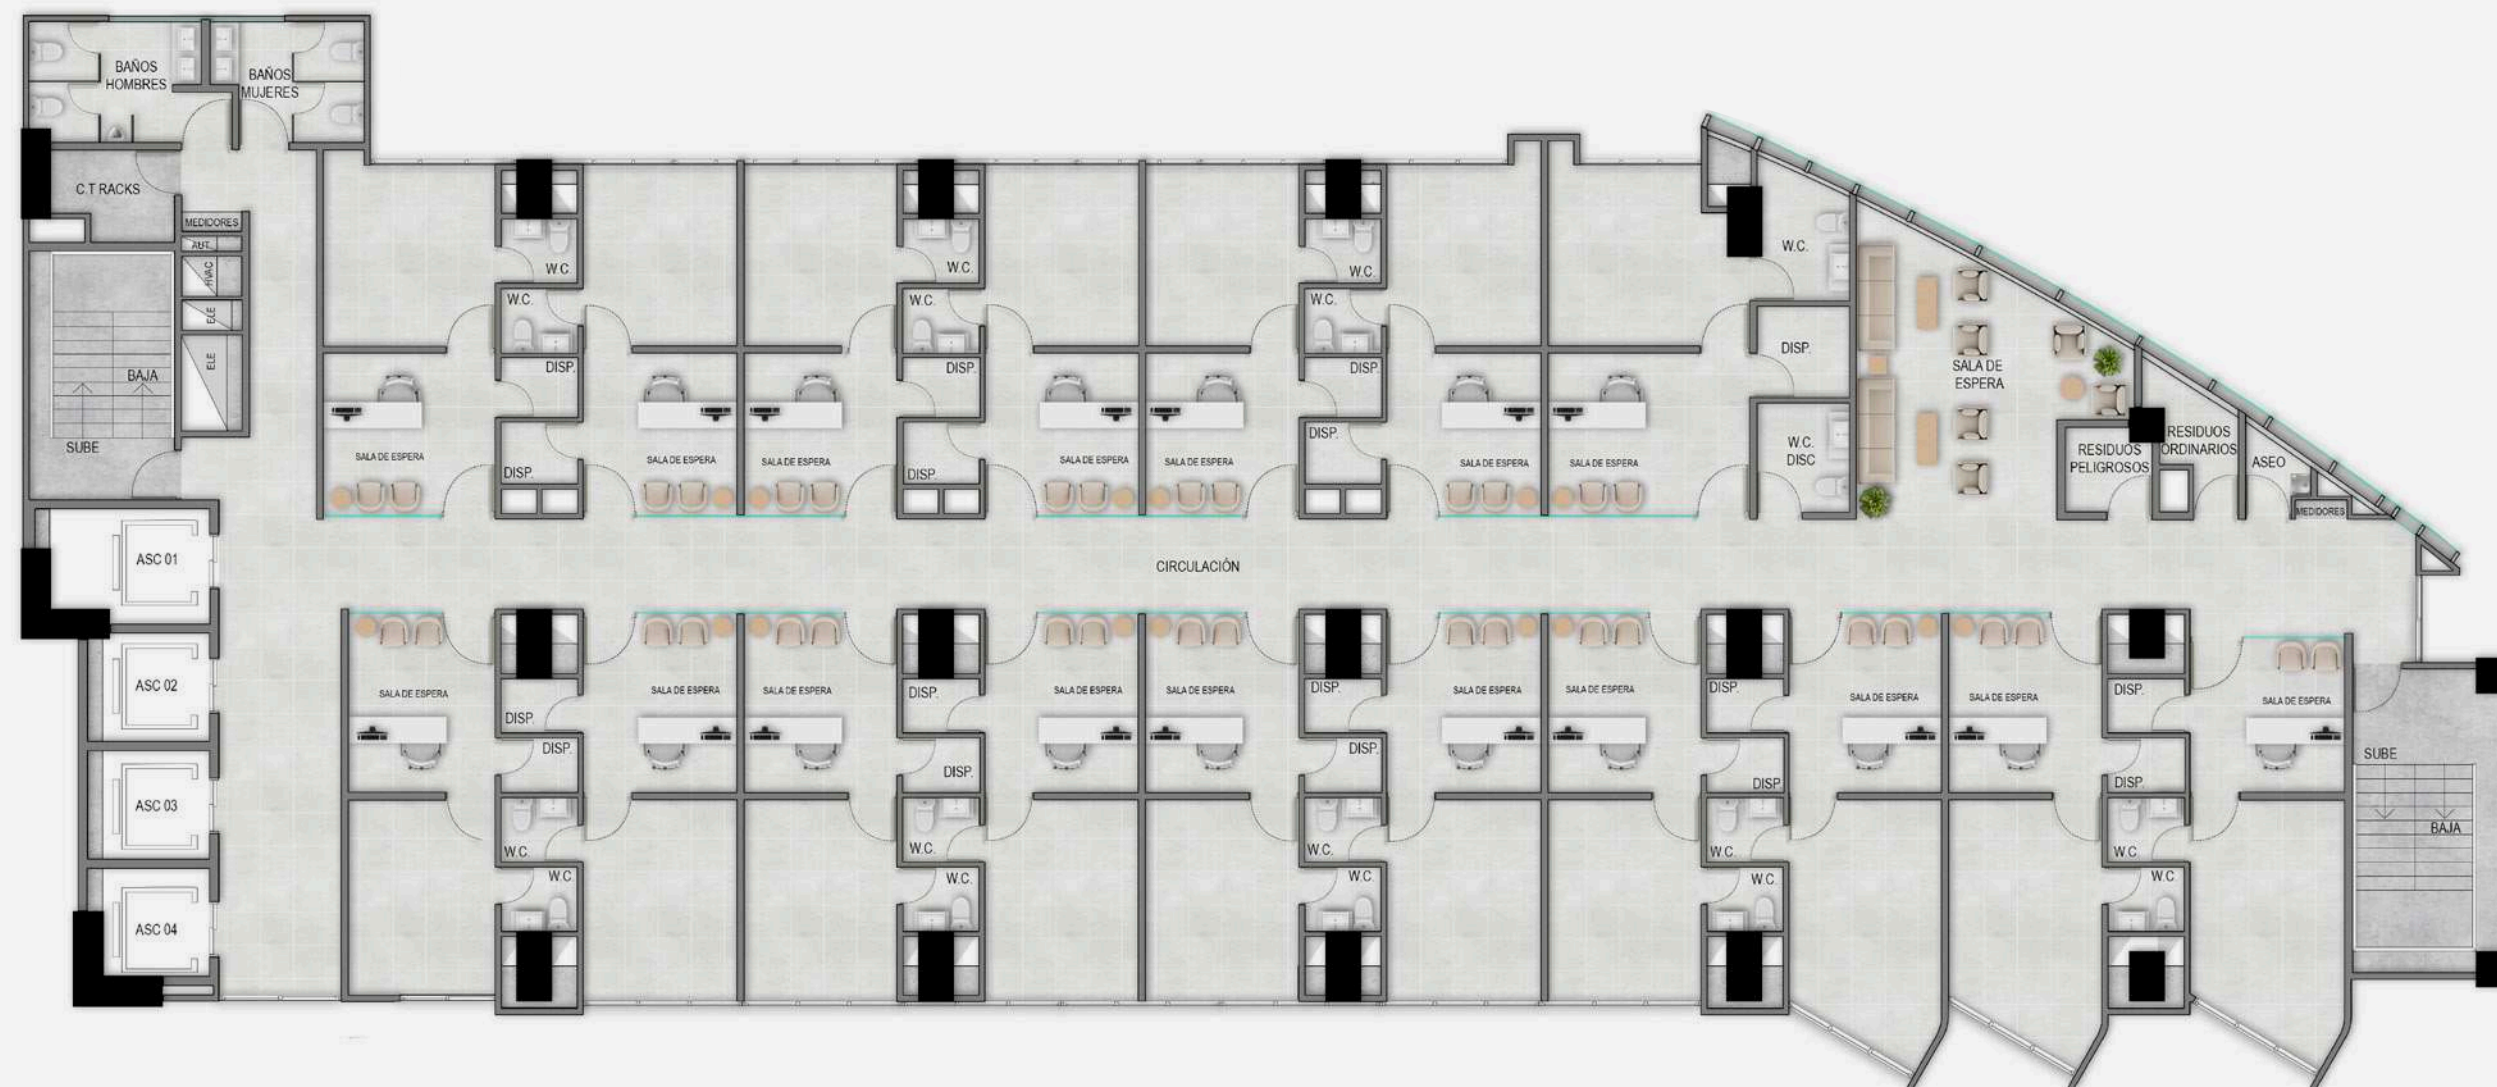 BAÑOS
HOMBRES
BAÑOS
MUJERES
C.T RACKS
MEDIDORES
AUT.
HVAC
ELE
ELE
BAJA
SUBE
W.C.
W.C.
W.C.
W.C.
W.C.
W.C.
W.C.
DISP.
DISP.
DISP.
DISP.
SALA DE
ESPERA
DISP.
DISP.
DISP.
W.C.
DISC
SALA DE ESPERA
SALA DE ESPERA
SALA DE ESPERA
SALA DE ESPERA
SALA DE ESPERA
SALA DE ESPERA
SALA DE ESPERA
RESIDUOS
PELIGROSOS
RESIDUOS
ORDINARIOS
ASEO
MEDIDORES
ASC 01
CIRCULACIÓN
ASC 02
SALA DE ESPERA
SALA DE ESPERA
SALA DE ESPERA
DISP.
SALA DE ESPERA
SALA DE ESPERA
DISP.
SALA DE ESPERA
SALA DE ESPERA
DISP.
SALA DE ESPERA
SALA DE ESPERA
DISP.
SALA DE ESPERA
DISP.
DISP.
DISP.
DISP.
DISP
DISP.
SUBE
BAJA
ASC 03
W.C.
W.C.
W.C.
W.C.
W.C.
W.C
W.C.
W.C.
W.C.
W.C
ASC 04